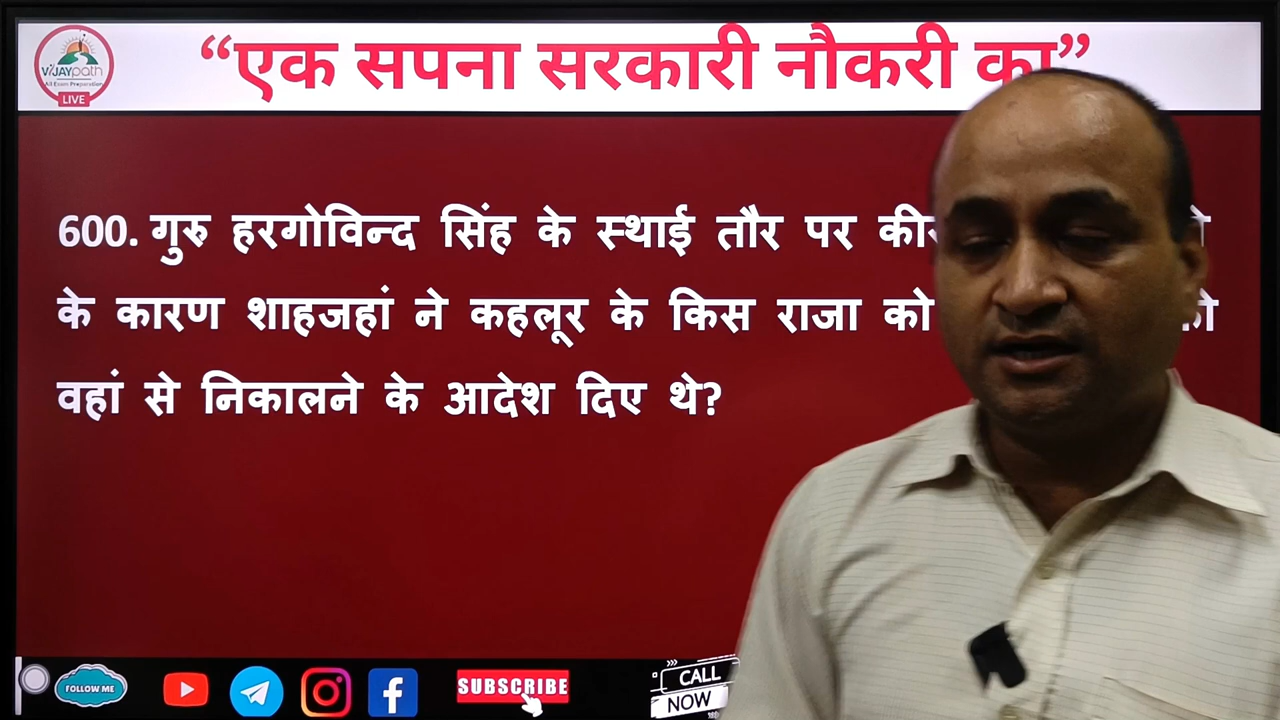 “एक सपना सरकारी नौकरी का”
VIJAYpath
All Exam Preparation
LIVE
600. गुरु हरगोविन्द सिंह के स्थाई तौर पर
के कारण शाहजहां ने कहलूर के किस राजा को
वहां से निकालने के आदेश दिए थे?
FOLLOW ME
SUBSCRIBE
CALL
NOW